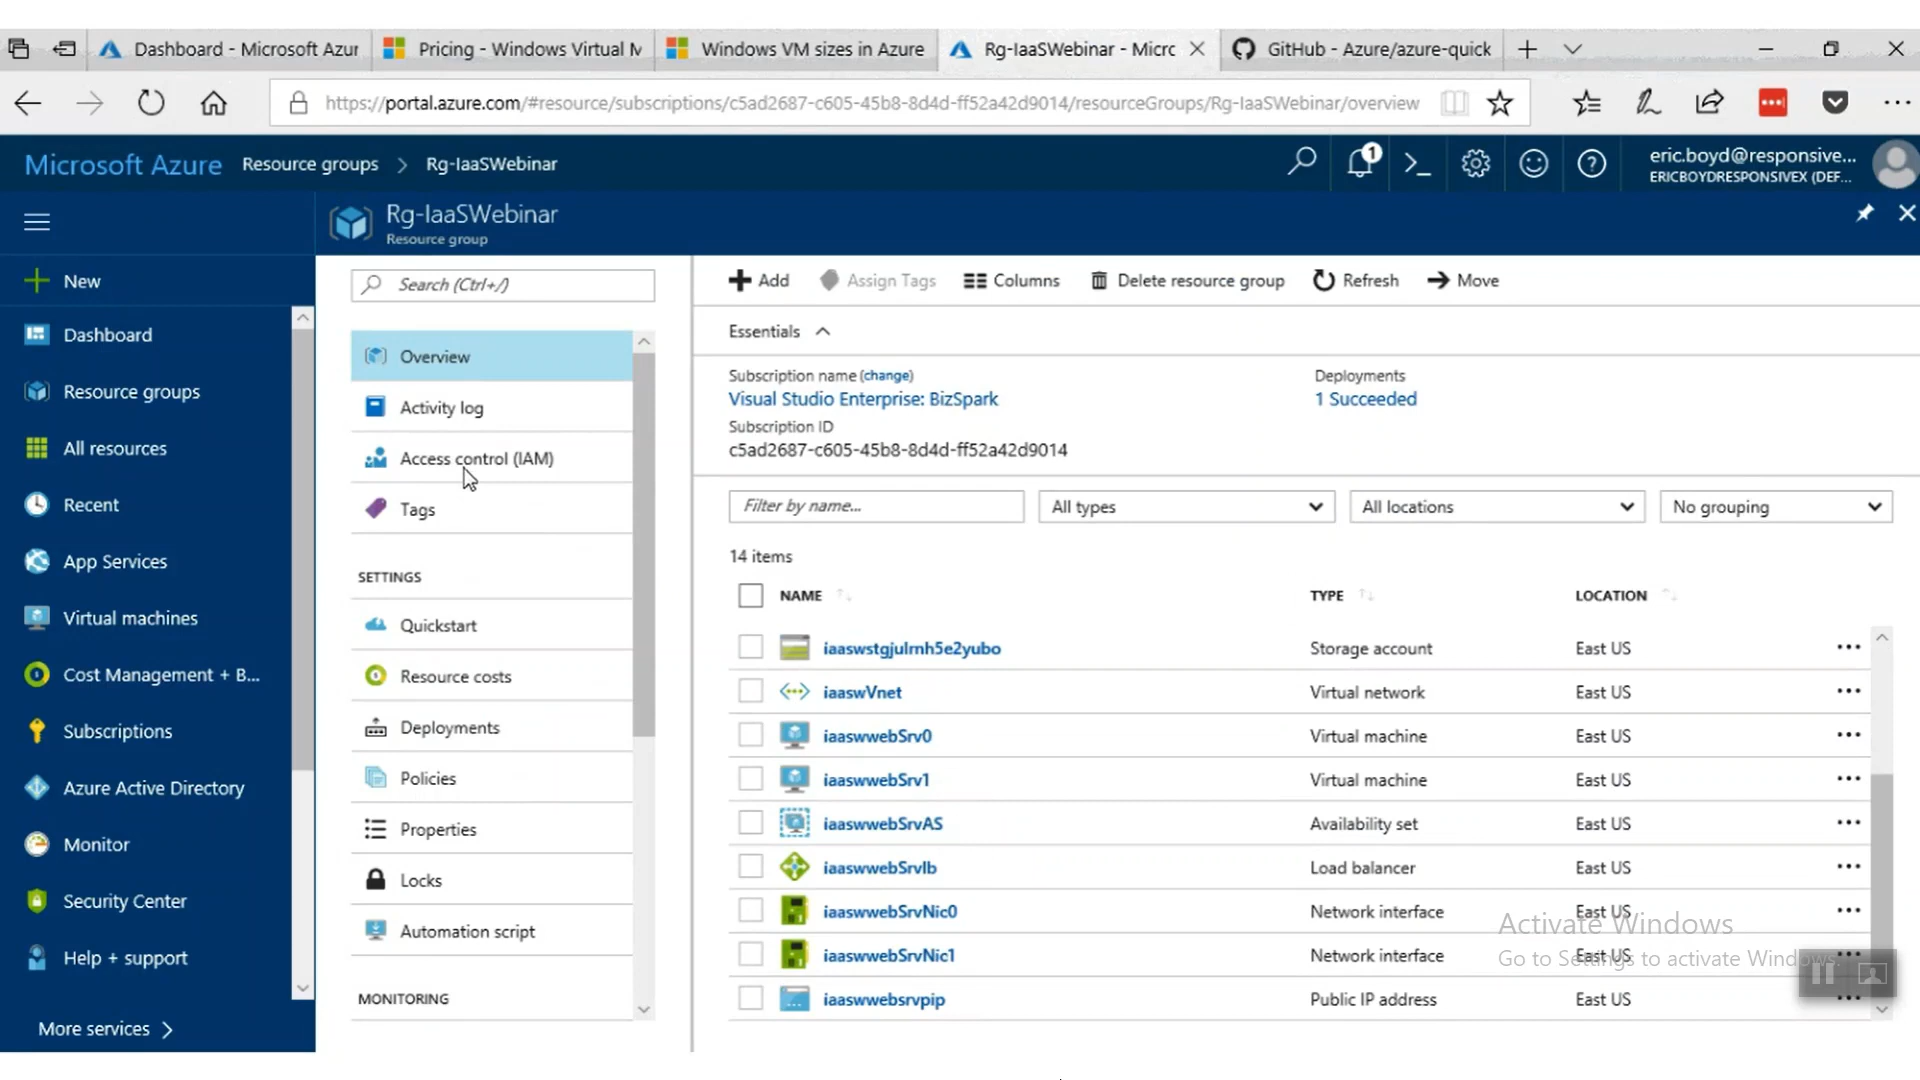 Dashboard - Microsoft Azur
Pricing - Windows Virtual M
Windows VM sizes in Azure
Rg-IaaSWebinar - Micrc
GitHub - Azure/azure-quick
https://portal.azure.com/#resource/subscriptions/c5ad2687-c605-45b8-8d4d-ff52a42d9014/resourceGroups/Rg-IaaSWebinar/overview
Microsoft Azure
Resource groups > Rg-IaaSWebinar
1
eric.boyd@responsive...
ERICBOYDRESPONSIVEX (DEF...
Rg-IaaSWebinar
Resource group
New
Dashboard
Resource groups
All resources
Recent
App Services
Virtual machines
Cost Management + B...
Subscriptions
Azure Active Directory
Monitor
Security Center
Help + support
More services >
Search (Ctrl+/)
Overview
Activity log
Access control (IAM)
Tags
SETTINGS
Quickstart
Resource costs
Deployments
Policies
Properties
Locks
Automation script
MONITORING
Add
Assign Tags
Columns
Delete resource group
Refresh
Move
Essentials
Subscription name (change)
Visual Studio Enterprise: BizSpark
Subscription ID
c5ad2687-c605-45b8-8d4d-ff52a42d9014
Deployments
1 Succeeded
Filter by name...
All types
All locations
No grouping
14 items
NAME TYPE LOCATION
iaaswstgjulrnh5e2yubo Storage account East US
iaaswVnet Virtual network East US
iaaswwebSrv0 Virtual machine East US
iaaswwebSrv1 Virtual machine East US
iaaswwebSrvAS Availability set East US
iaaswwebSrvlb Load balancer East US
iaaswwebSrvNic0 Network interface East US
iaaswwebSrvNic1 Network interface East US
iaaswwebsrvpip Public IP address East US
Activate Windows
Go to Settings to activate Windows.